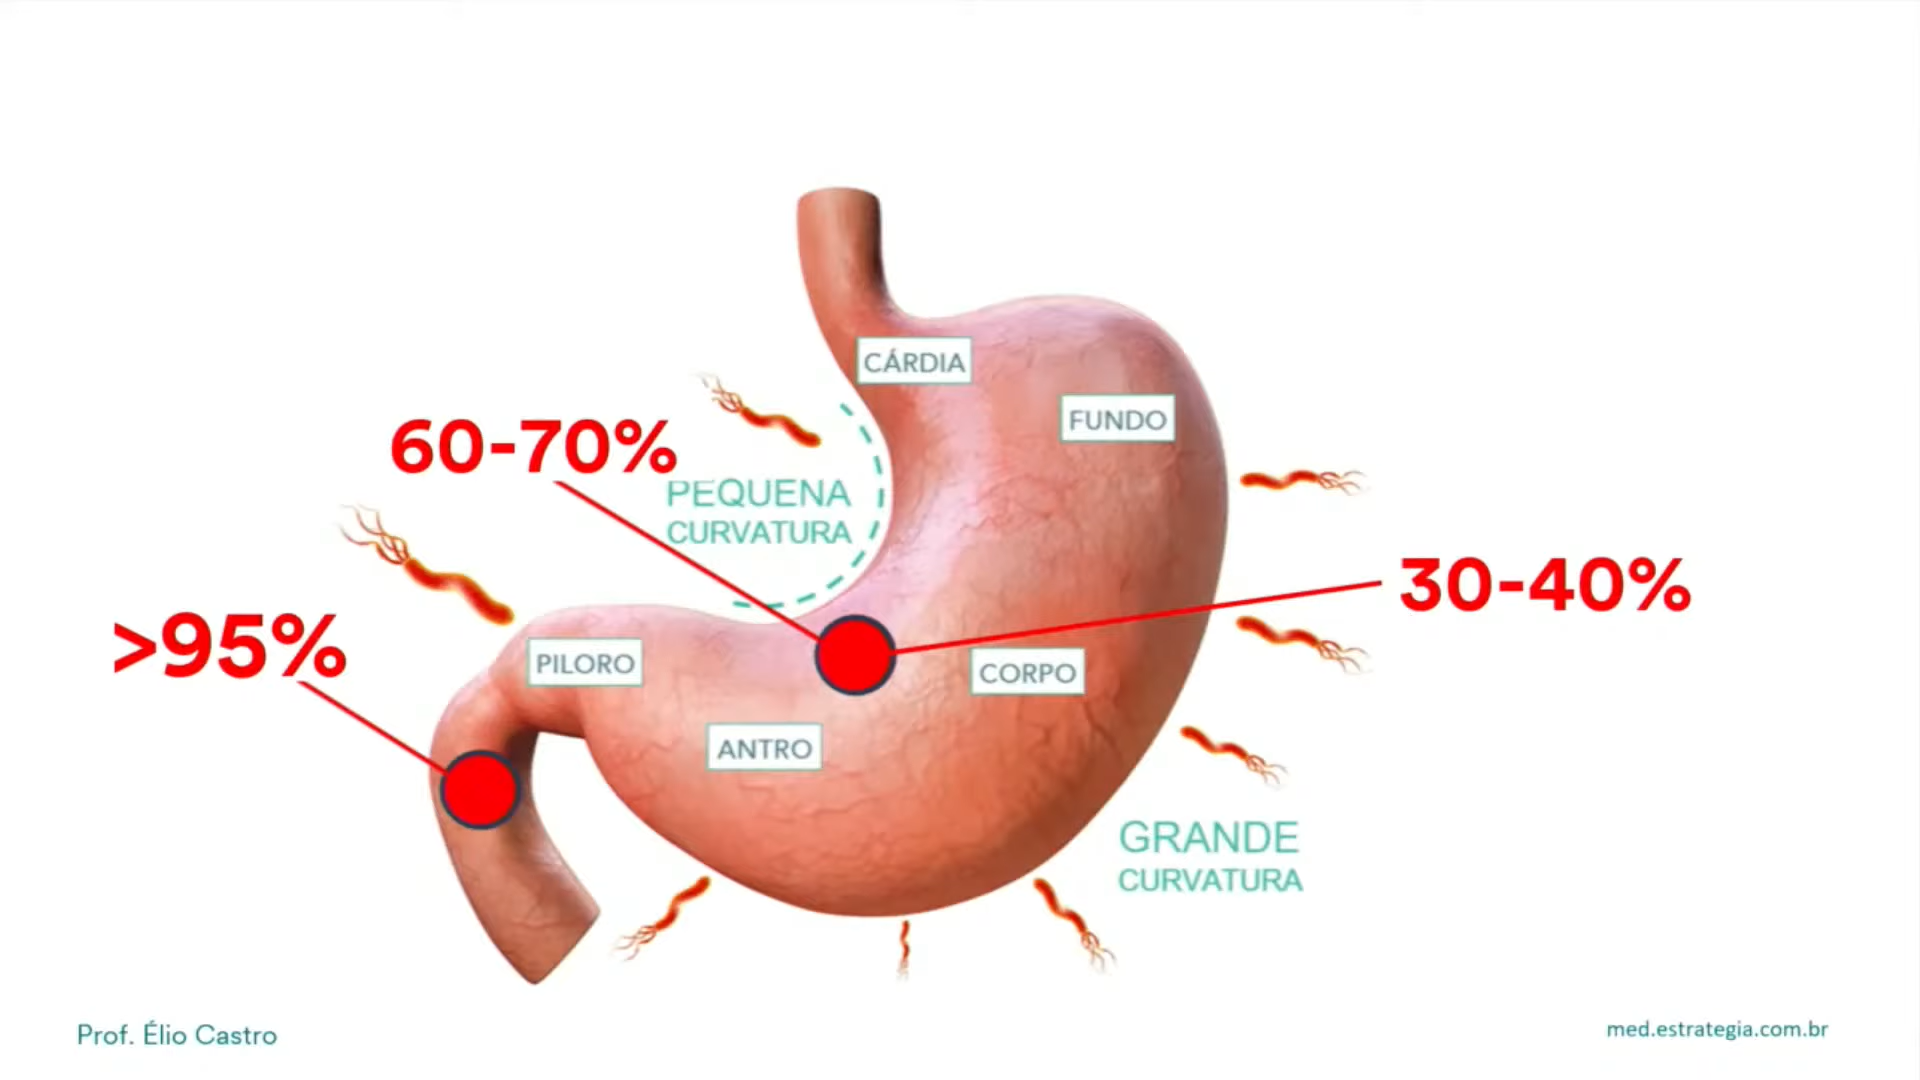 CÁRDIA
FUNDO
60-70%
PEQUENA
CURVATURA
30-40%
>95%
PILORO
CORPO
ANTRO
GRANDE
CURVATURA
Prof. Élio Castro
med.estrategia.com.br